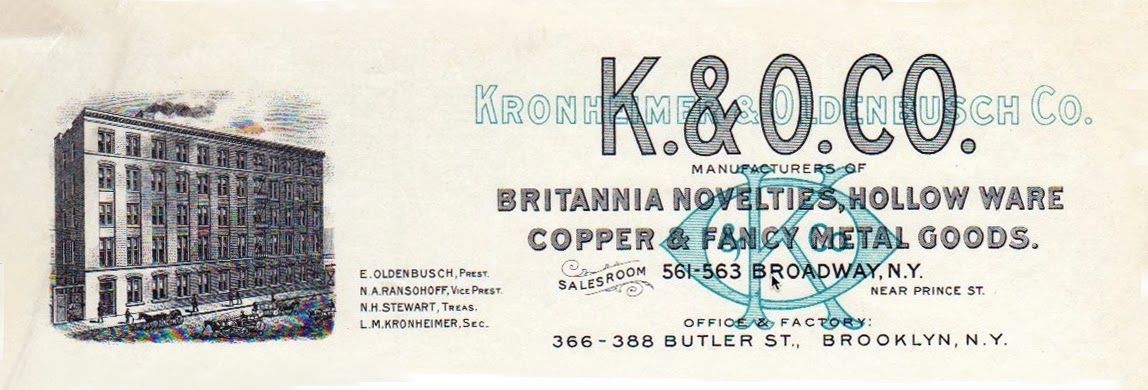 K. & O. CO.
KRONHEIMER & OLDENBUSCH CO.
MANUFACTURERS OF
BRITANNIA NOVELTIES, HOLLOW WARE
COPPER & FANCY METAL GOODS.
K & O Co
SALESROOM 561-563 BROADWAY, N.Y.
NEAR PRINCE ST.
OFFICE & FACTORY:
366-388 BUTLER ST., BROOKLYN, N.Y.
E. OLDENBUSCH, PREST.
N.A. RANSOHOFF, VICE PREST.
N.H. STEWART, TREAS.
L.M. KRONHEIMER, SEC.